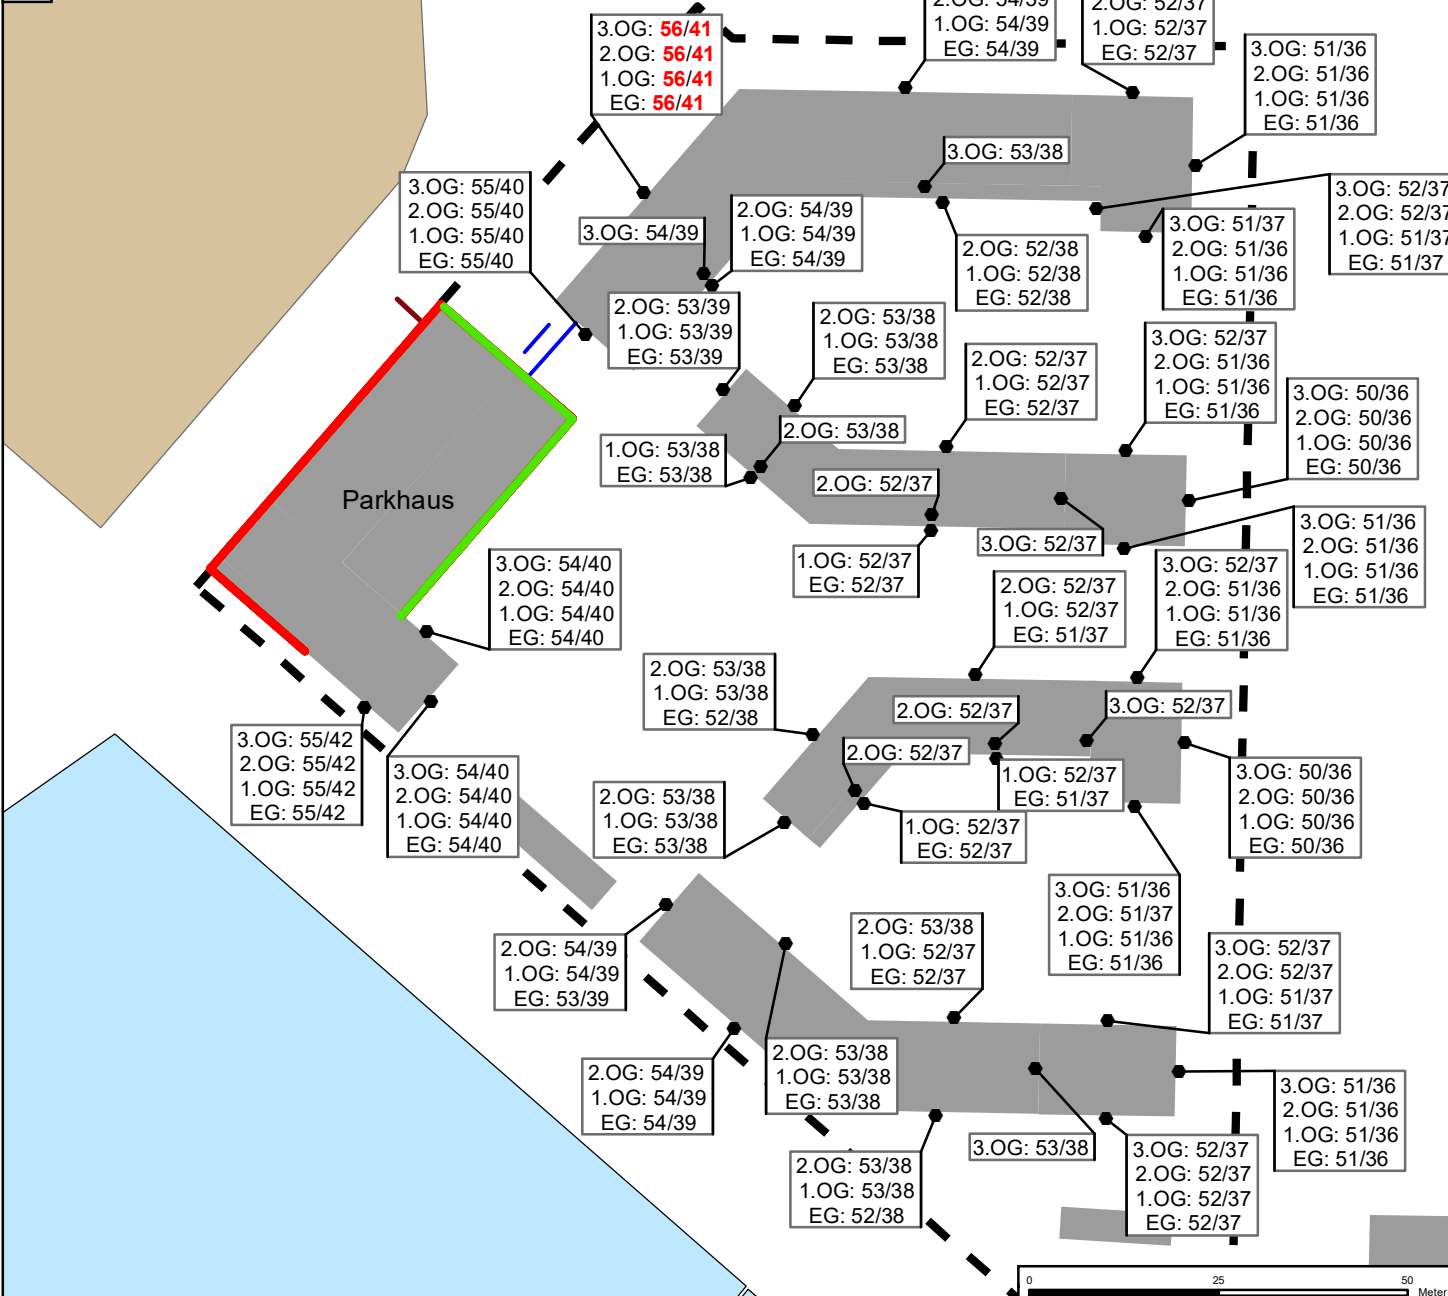 2.OG: 54/39
1.OG: 54/39
EG: 54/39
2.OG: 52/37
1.OG: 52/37
EG: 52/37
3.OG: 56/41
2.OG: 56/41
1.OG: 56/41
EG: 56/41
3.OG: 51/36
2.OG: 51/36
1.OG: 51/36
EG: 51/36
3.OG: 53/38
3.OG: 55/40
2.OG: 55/40
1.OG: 55/40
EG: 55/40
3.OG: 54/39
2.OG: 54/39
1.OG: 54/39
EG: 54/39
3.OG: 52/37
2.OG: 52/37
1.OG: 51/37
EG: 51/37
3.OG: 51/37
2.OG: 51/36
1.OG: 51/36
EG: 51/36
2.OG: 52/38
1.OG: 52/38
EG: 52/38
2.OG: 53/39
1.OG: 53/39
EG: 53/39
2.OG: 53/38
1.OG: 53/38
EG: 53/38
2.OG: 52/37
1.OG: 52/37
EG: 52/37
3.OG: 52/37
2.OG: 51/36
1.OG: 51/36
EG: 51/36
3.OG: 50/36
2.OG: 50/36
1.OG: 50/36
EG: 50/36
2.OG: 53/38
1.OG: 53/38
EG: 53/38
2.OG: 52/37
Parkhaus
3.OG: 52/37
1.OG: 52/37
EG: 52/37
3.OG: 51/36
2.OG: 51/36
1.OG: 51/36
EG: 51/36
3.OG: 54/40
2.OG: 54/40
1.OG: 54/40
EG: 54/40
2.OG: 52/37
1.OG: 52/37
EG: 51/37
3.OG: 52/37
2.OG: 51/36
1.OG: 51/36
EG: 51/36
2.OG: 53/38
1.OG: 53/38
EG: 52/38
2.OG: 52/37
3.OG: 52/37
2.OG: 52/37
3.OG: 55/42
2.OG: 55/42
1.OG: 55/42
EG: 55/42
3.OG: 54/40
2.OG: 54/40
1.OG: 54/40
EG: 54/40
1.OG: 52/37
EG: 51/37
3.OG: 50/36
2.OG: 50/36
1.OG: 50/36
EG: 50/36
2.OG: 53/38
1.OG: 53/38
EG: 53/38
1.OG: 52/37
EG: 52/37
3.OG: 51/36
2.OG: 51/37
1.OG: 51/36
EG: 51/36
2.OG: 53/38
1.OG: 52/37
EG: 52/37
2.OG: 54/39
1.OG: 54/39
EG: 53/39
3.OG: 52/37
2.OG: 52/37
1.OG: 51/37
EG: 51/37
2.OG: 54/39
1.OG: 54/39
EG: 54/39
2.OG: 53/38
1.OG: 53/38
EG: 53/38
3.OG: 51/36
2.OG: 51/36
1.OG: 51/36
EG: 51/36
3.OG: 53/38
3.OG: 52/37
2.OG: 52/37
1.OG: 52/37
EG: 52/37
2.OG: 53/38
1.OG: 53/38
EG: 52/38
0 25 50
Meter